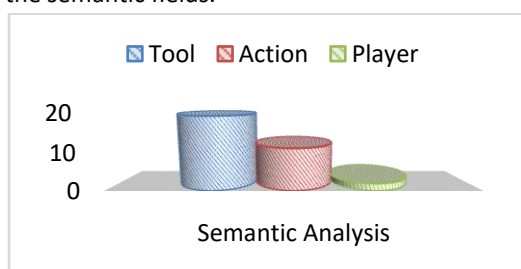 the semantic fields.
Tool Action Player
20
10
0
Semantic Analysis